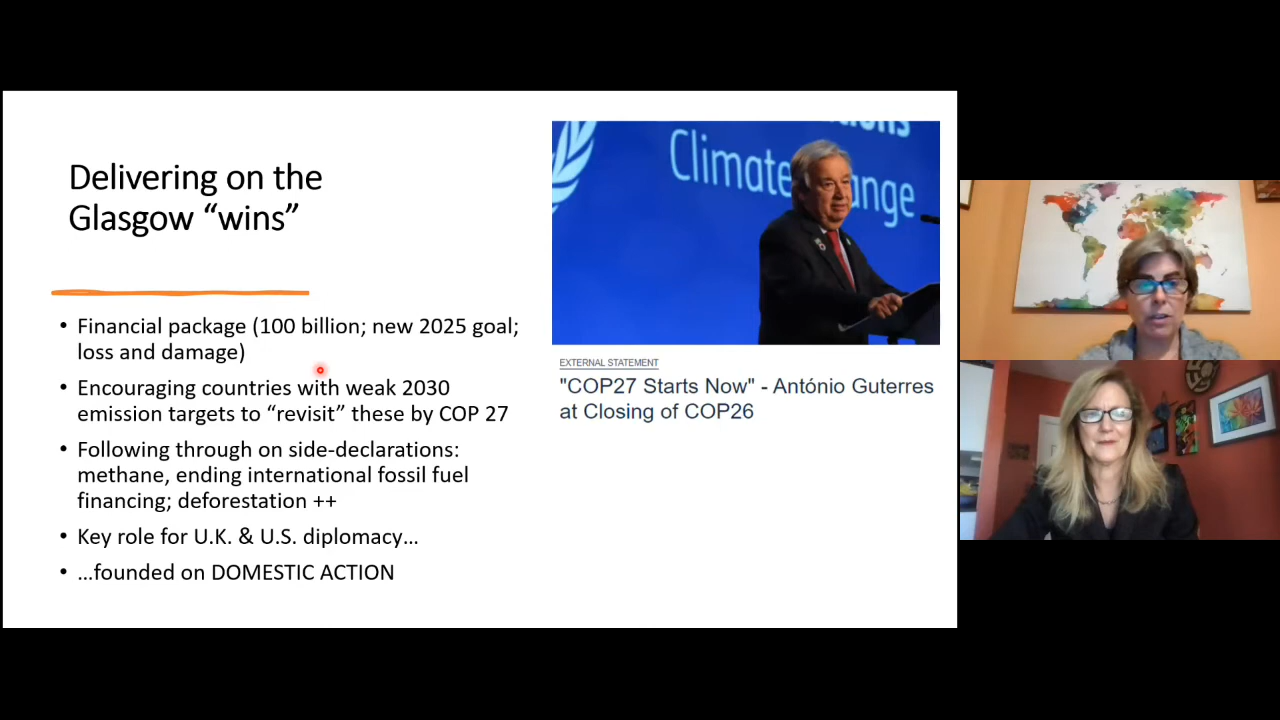 Delivering on the
Glasgow “wins”
• Financial package (100 billion; new 2025 goal;
loss and damage)
• Encouraging countries with weak 2030
emission targets to “revisit” these by COP 27
• Following through on side-declarations:
methane, ending international fossil fuel
financing; deforestation ++
• Key role for U.K. & U.S. diplomacy…
• …founded on DOMESTIC ACTION
Climate
ange
EXTERNAL STATEMENT
"COP27 Starts Now" - António Guterres
at Closing of COP26